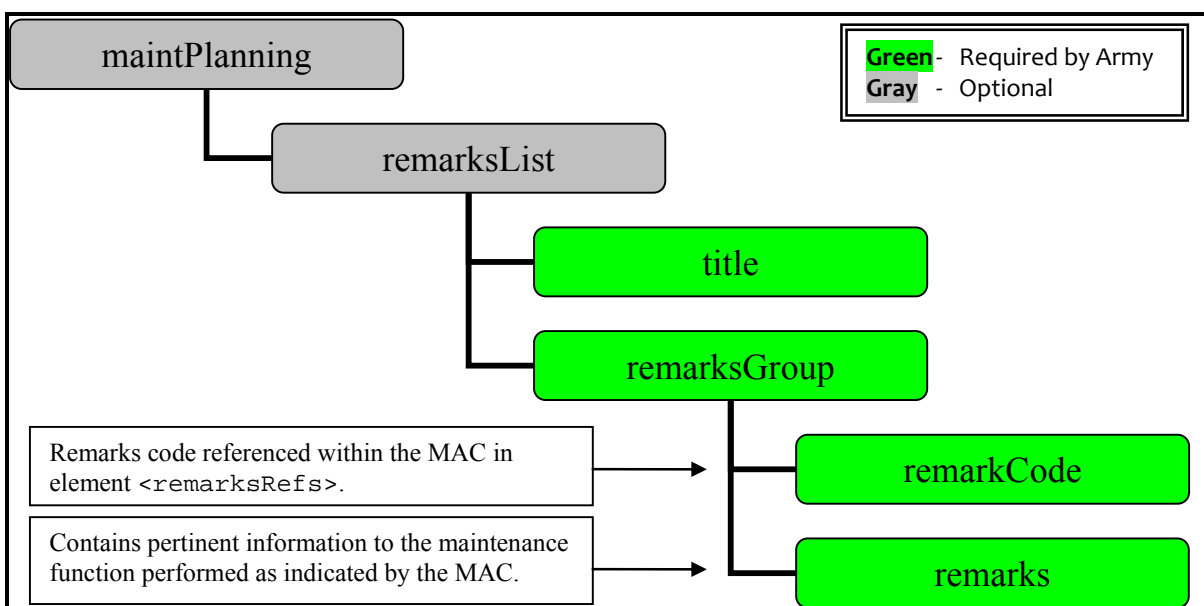 maintPlanning
Green - Required by Army
Gray - Optional
remarksList
title
remarksGroup
Remarks code referenced within the MAC in
element <remarksRefs>.
remarkCode
Contains pertinent information to the maintenance
function performed as indicated by the MAC.
remarks